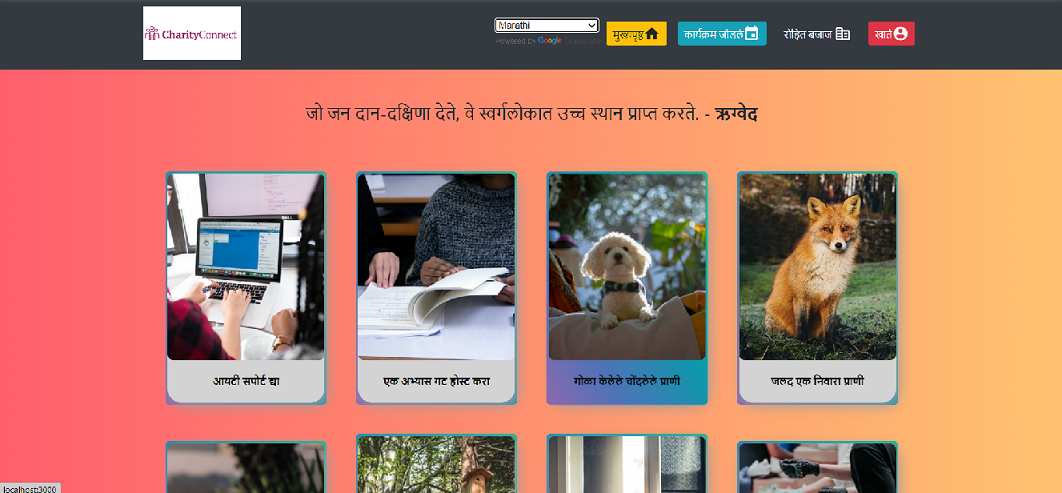 CharityConnect
Marathi
Powered by Google Translate
मुख्यपृष्ठ
कार्यक्रम जोडले
रोहित बजाज
खाते
जो जन दान-दक्षिणा देते, वे स्वर्गलोकात उच्च स्थान प्राप्त करते. - ऋग्वेद
आयटी सपोर्ट द्या
एक अभ्यास गट होस्ट करा
गोळा केलेले चोंदलेले प्राणी
जलद एक निवारा प्राणी
localhost:3000